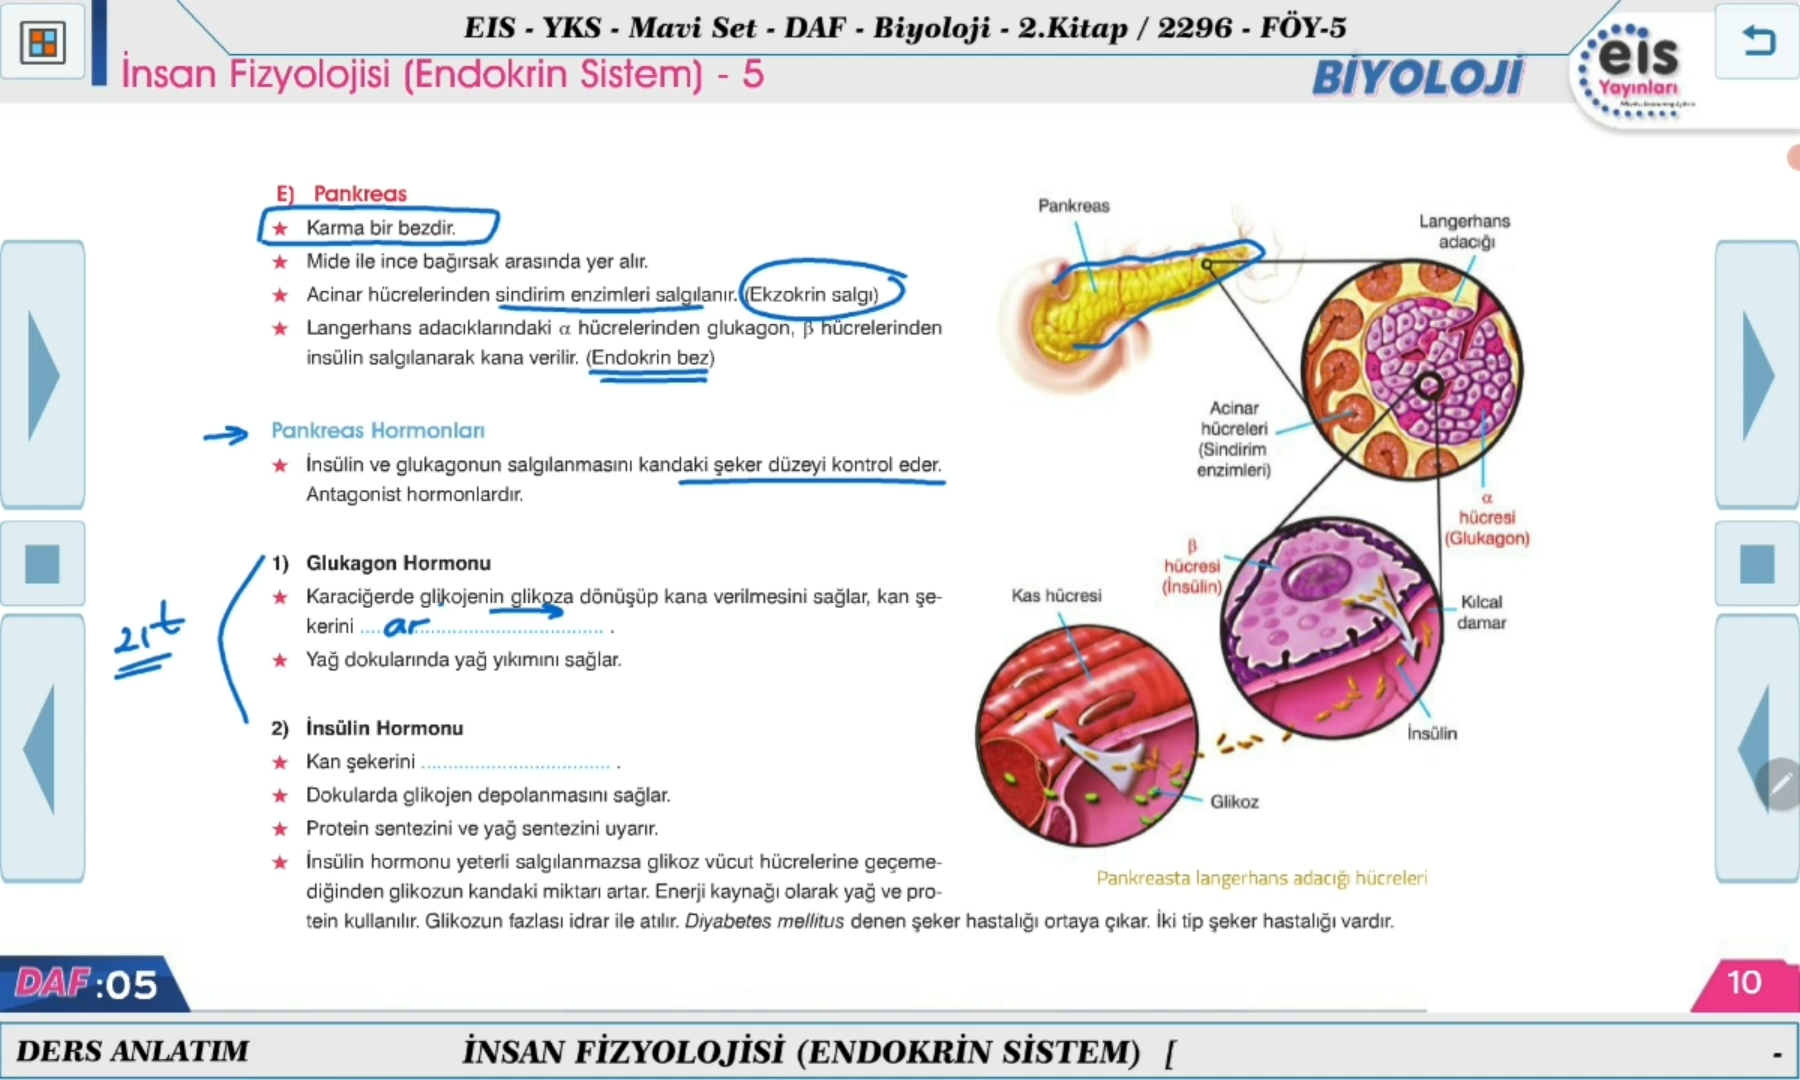 EIS - YKS - Mavi Set - DAF - Biyoloji - 2.Kitap / 2296 - FÖY-5
İnsan Fizyolojisi (Endokrin Sistem) - 5
BİYOLOJİ
eis
Yayınları
E) Pankreas
★ Karma bir bezdir.
★ Mide ile ince bağırsak arasında yer alır.
★ Acinar hücrelerinden sindirim enzimleri salgılanır. (Ekzokrin salgı)
★ Langerhans adacıklarındaki α hücrelerinden glukagon, β hücrelerinden
insülin salgılanarak kana verilir. (Endokrin bez)
Pankreas Hormonları
★ İnsülin ve glukagonun salgılanmasını kandaki şeker düzeyi kontrol eder.
Antagonist hormonlardır.
zıt
1) Glukagon Hormonu
★ Karaciğerde glikojenin glikoza dönüşüp kana verilmesini sağlar, kan şe-
kerini .... ar ................................ .
★ Yağ dokularında yağ yıkımını sağlar.
2) İnsülin Hormonu
★ Kan şekerini .................................. .
★ Dokularda glikojen depolanmasını sağlar.
★ Protein sentezini ve yağ sentezini uyarır.
★ İnsülin hormonu yeterli salgılanmazsa glikoz vücut hücrelerine geçeme-
diğinden glikozun kandaki miktarı artar. Enerji kaynağı olarak yağ ve pro-
tein kullanılır. Glikozun fazlası idrar ile atılır. Diyabetes mellitus denen şeker hastalığı ortaya çıkar. İki tip şeker hastalığı vardır.
Pankreas
Langerhans
adacığı
Acinar
hücreleri
(Sindirim
enzimleri)
α
hücresi
(Glukagon)
β
hücresi
(İnsülin)
Kılcal
damar
Kas hücresi
İnsülin
Glikoz
Pankreasta langerhans adacığı hücreleri
DAF :05
10
DERS ANLATIM
İNSAN FİZYOLOJİSİ (ENDOKRİN SİSTEM) [
-